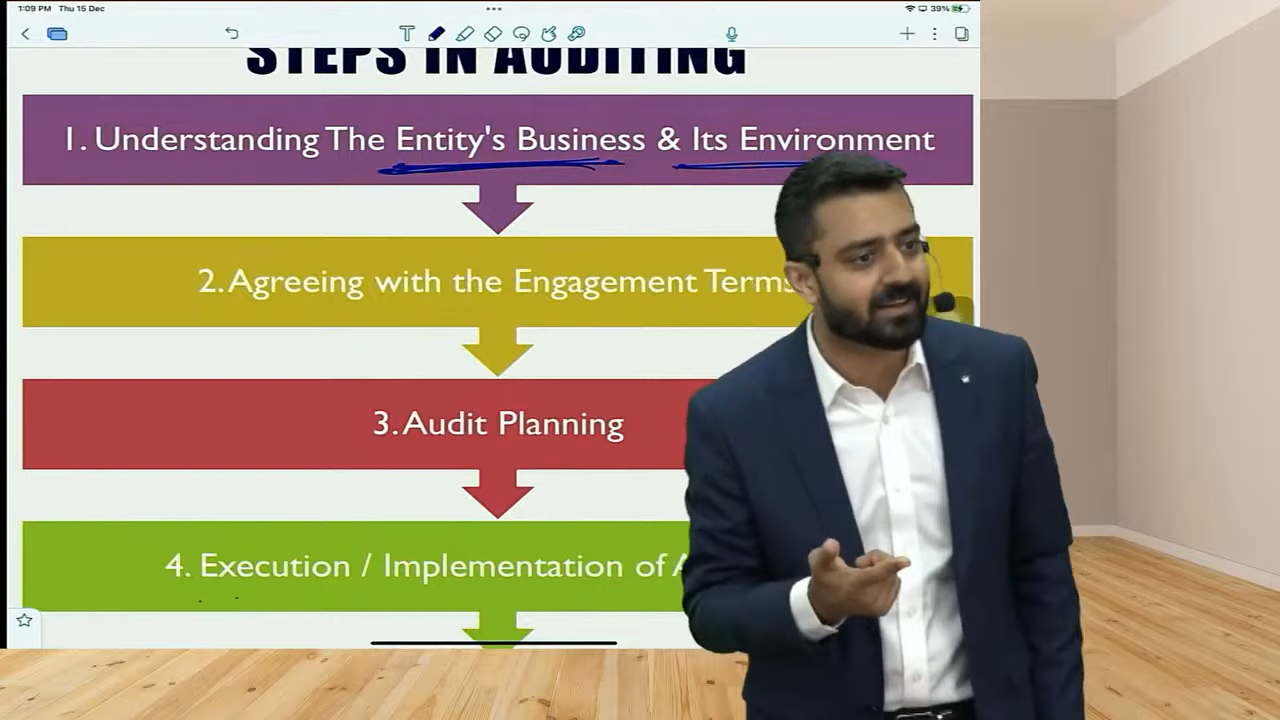 1:09 PM Thu 15 Dec
39%
STEPS IN AUDITING
1. Understanding The Entity's Business & Its Environment
2. Agreeing with the Engagement Terms
3. Audit Planning
4. Execution / Implementation of